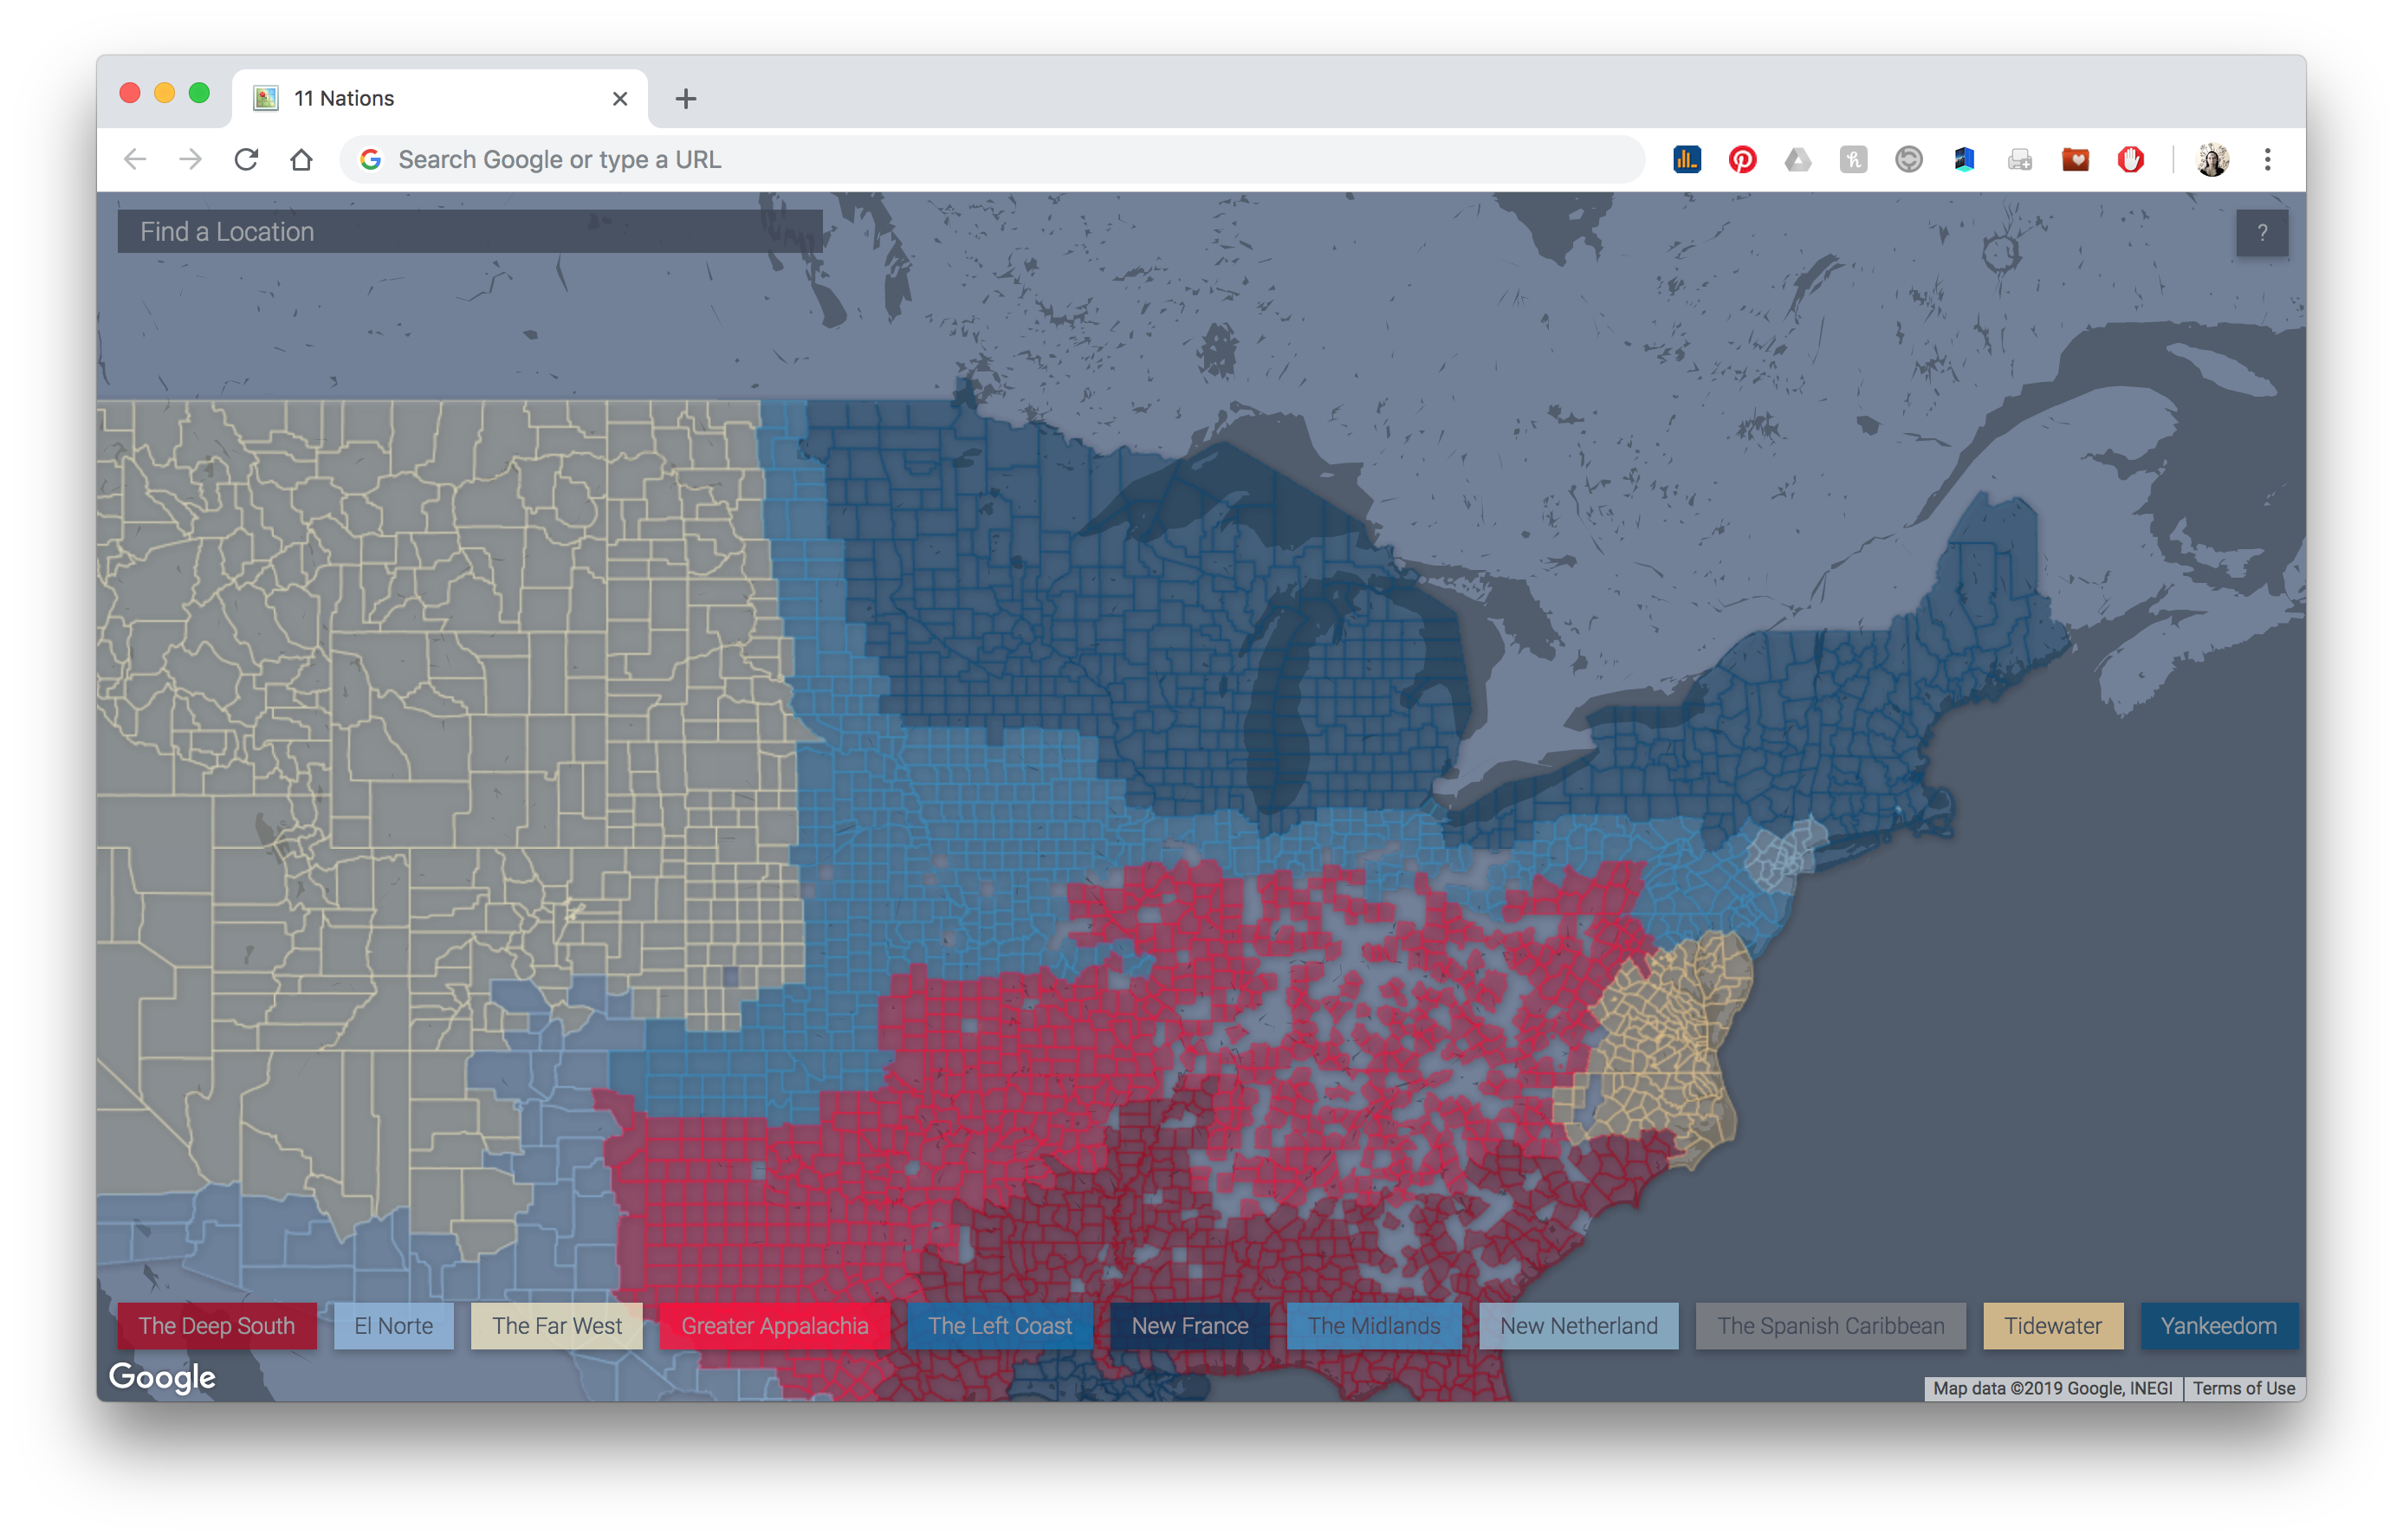 11 Nations
Search Google or type a URL
Find a Location
?
The Deep South
El Norte
The Far West
Greater Appalachia
The Left Coast
New France
The Midlands
New Netherland
The Spanish Caribbean
Tidewater
Yankeedom
Google
Map data ©2019 Google, INEGI
Terms of Use